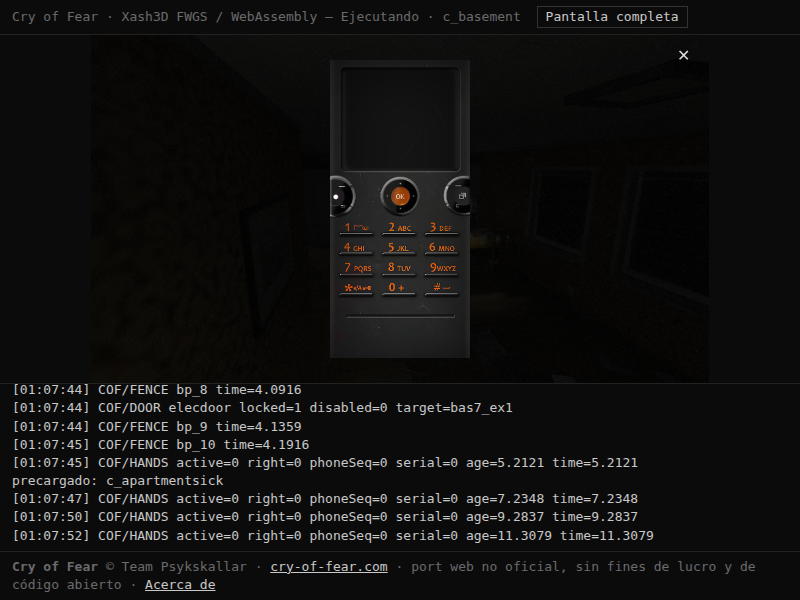 Cry of Fear · Xash3D FWGS / WebAssembly — Ejecutando · c_basement
Pantalla completa
×
OK
1
2 ABC
3 DEF
4 GHI
5 JKL
6 MNO
7 PQRS
8 TUV
9 WXYZ
*
0 +
#
[01:07:44] COF/FENCE bp_8 time=4.0916
[01:07:44] COF/DOOR elecdoor locked=1 disabled=0 target=bas7_ex1
[01:07:44] COF/FENCE bp_9 time=4.1359
[01:07:45] COF/FENCE bp_10 time=4.1916
[01:07:45] COF/HANDS active=0 right=0 phoneSeq=0 serial=0 age=5.2121 time=5.2121
precargado: c_apartmentsick
[01:07:47] COF/HANDS active=0 right=0 phoneSeq=0 serial=0 age=7.2348 time=7.2348
[01:07:50] COF/HANDS active=0 right=0 phoneSeq=0 serial=0 age=9.2837 time=9.2837
[01:07:52] COF/HANDS active=0 right=0 phoneSeq=0 serial=0 age=11.3079 time=11.3079
Cry of Fear © Team Psykskallar · cry-of-fear.com · port web no oficial, sin fines de lucro y de
código abierto · Acerca de